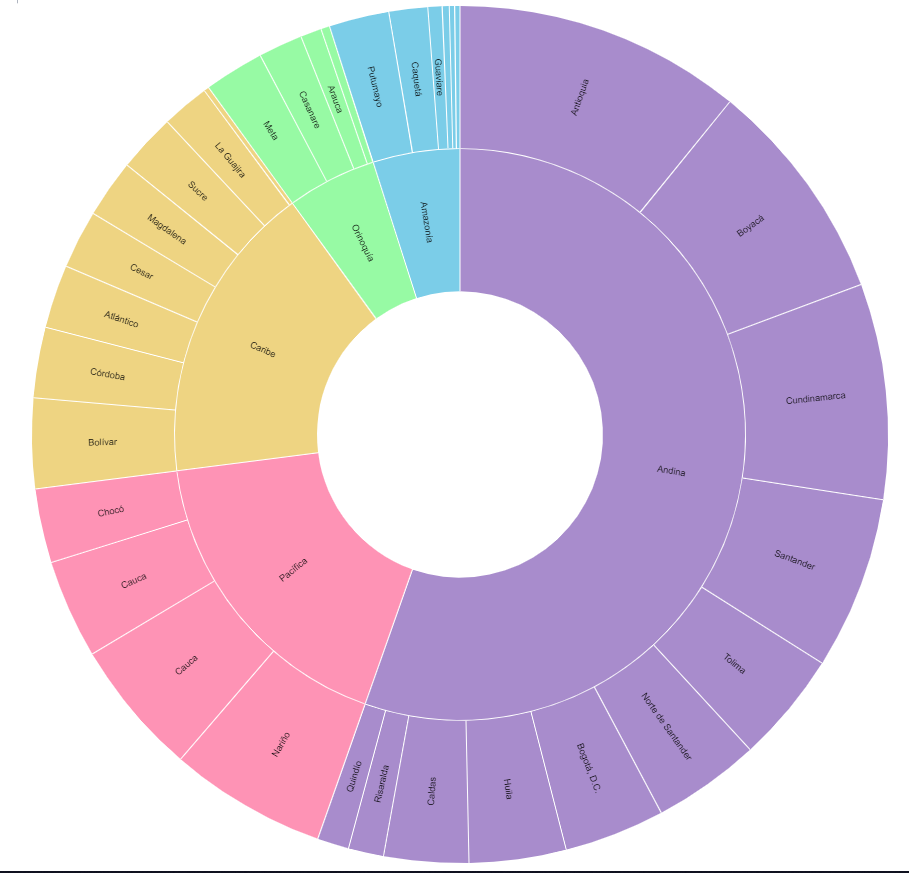 Andina
Antioquia
Boyacá
Cundinamarca
Santander
Tolima
Norte de Santander
Bogotá, D.C.
Huila
Caldas
Risaralda
Quindio
Pacífica
Nariño
Cauca
Cauca
Chocó
Caribe
Bolívar
Córdoba
Atlántico
Cesar
Magdalena
Sucre
La Guajira
Orinoquía
Meta
Casanare
Arauca
Amazonía
Putumayo
Caquetá
Guaviare